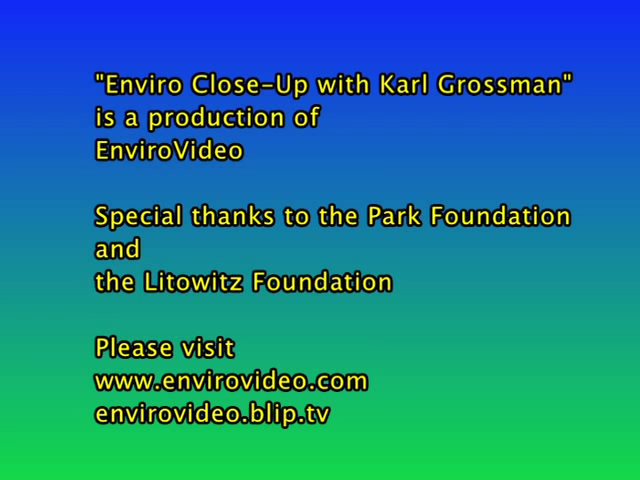 "Enviro Close-Up with Karl Grossman"
is a production of
EnviroVideo
Special thanks to the Park Foundation
and
the Litowitz Foundation
Please visit
www.envirovideo.com
envirovideo.blip.tv